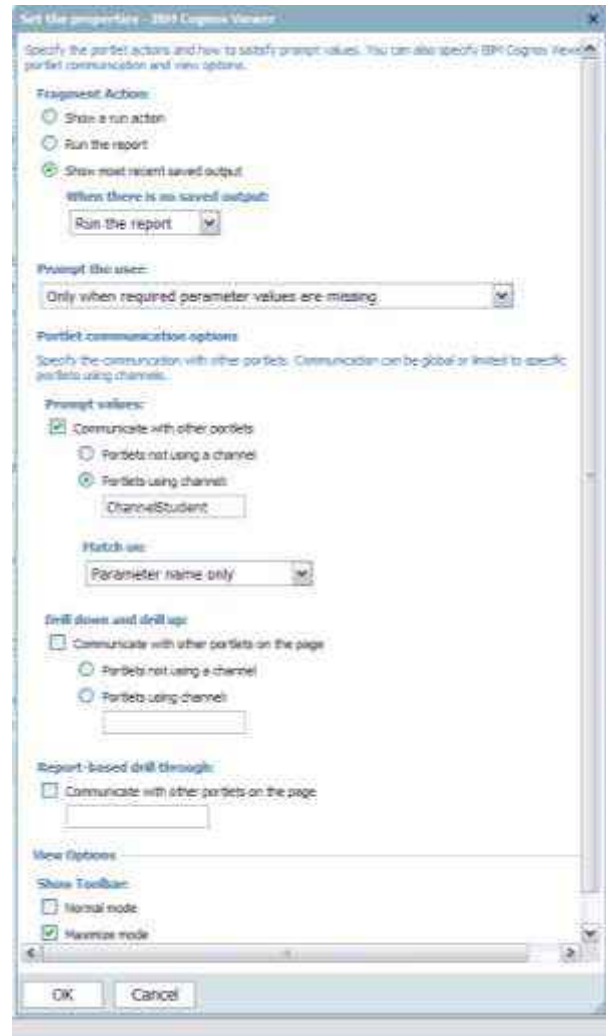 Set the properties - IBM Cognos Viewer
Specify the portlet actions and how to satisfy prompt values. You can also specify IBM Cognos Viewer
portlet communication and view options.
Fragment Action:
Show a run action
Run the report
Show most recent saved output
When there is no saved output:
Run the report
Prompt the user:
Only when required parameter values are missing
Portlet communication options
Specify the communication with other portlets. Communication can be global or limited to specific
portlets using channels.
Prompt values:
Communicate with other portlets
Portlets not using a channel
Portlets using channel:
ChannelStudent
Match on:
Parameter name only
Drill down and drill up:
Communicate with other portlets on the page
Portlets not using a channel
Portlets using channel:
Report-based drill through:
Communicate with other portlets on the page
View Options
Show Toolbar:
Normal mode
Maximize mode
OK
Cancel